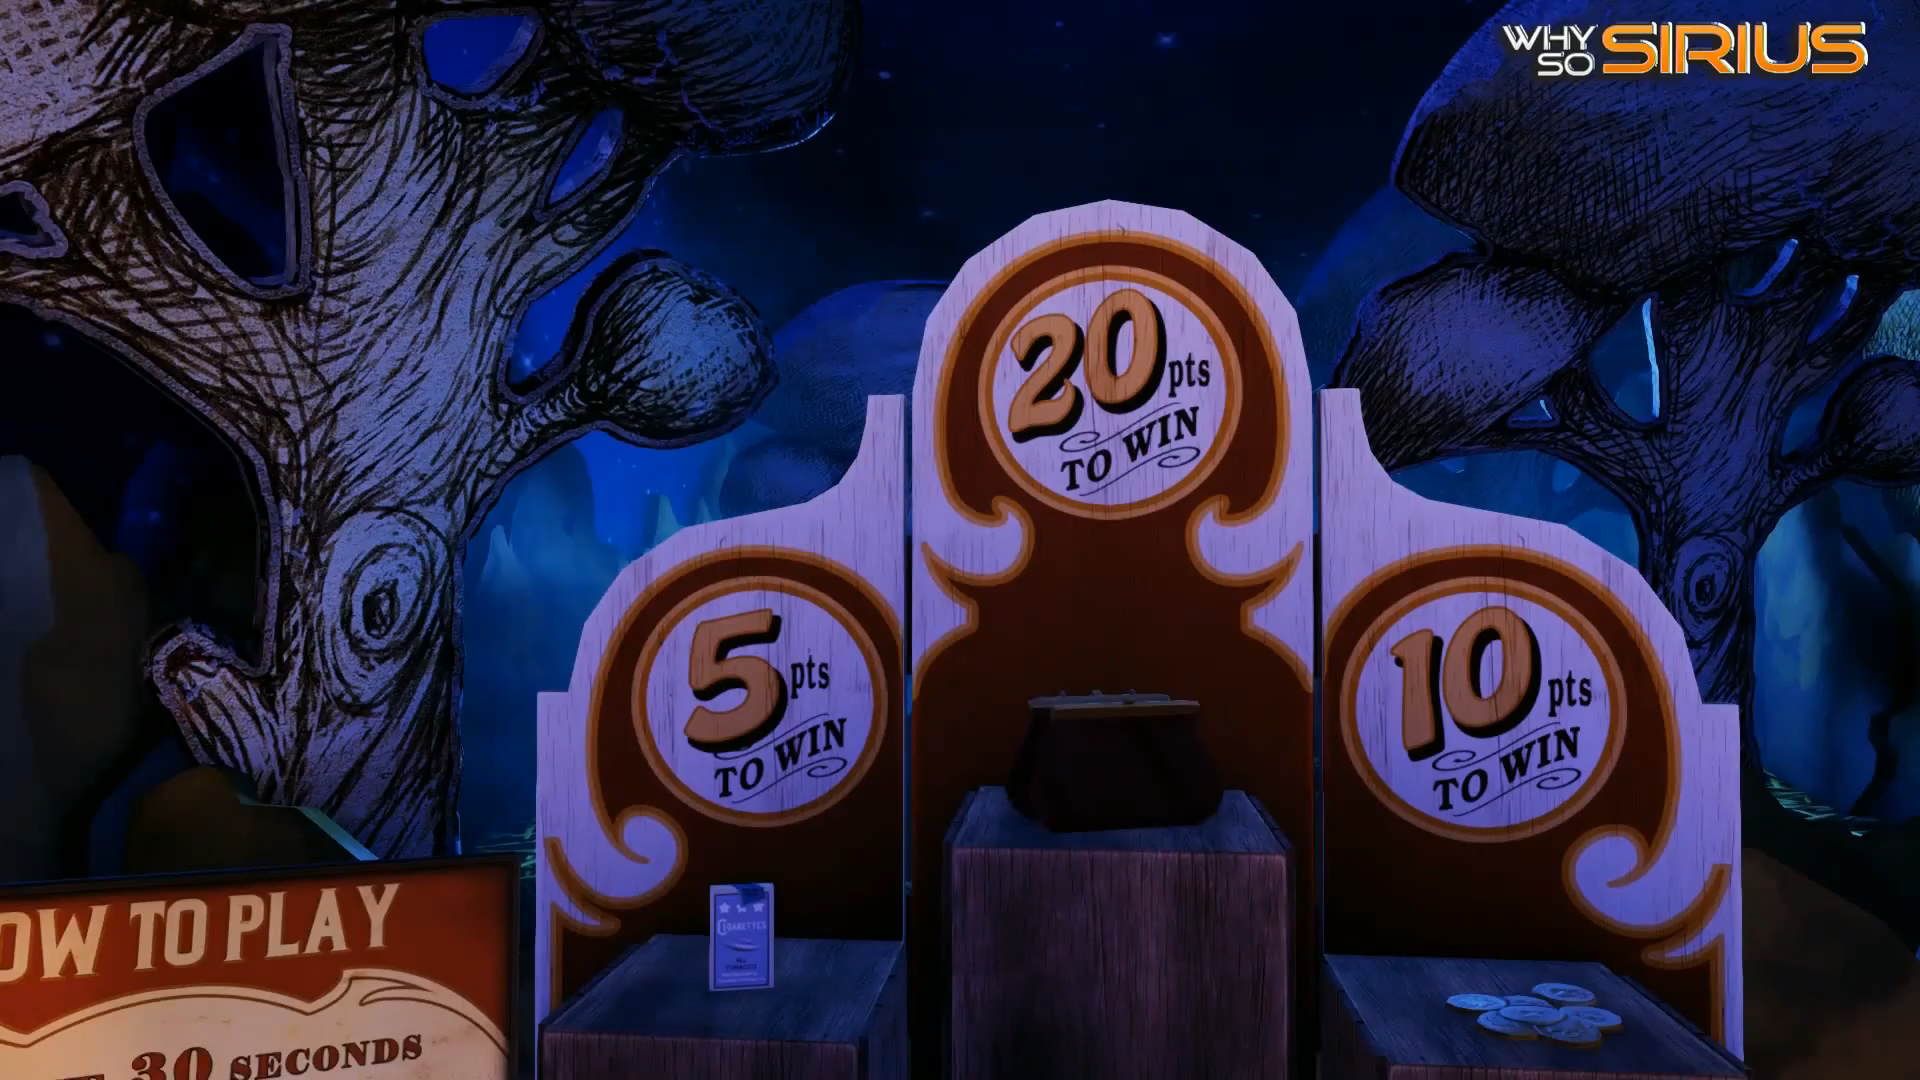 WHY SO SIRIUS
20 pts
TO WIN
5 pts
TO WIN
10 pts
TO WIN
CIGARETTES
OW TO PLAY
30 SECONDS